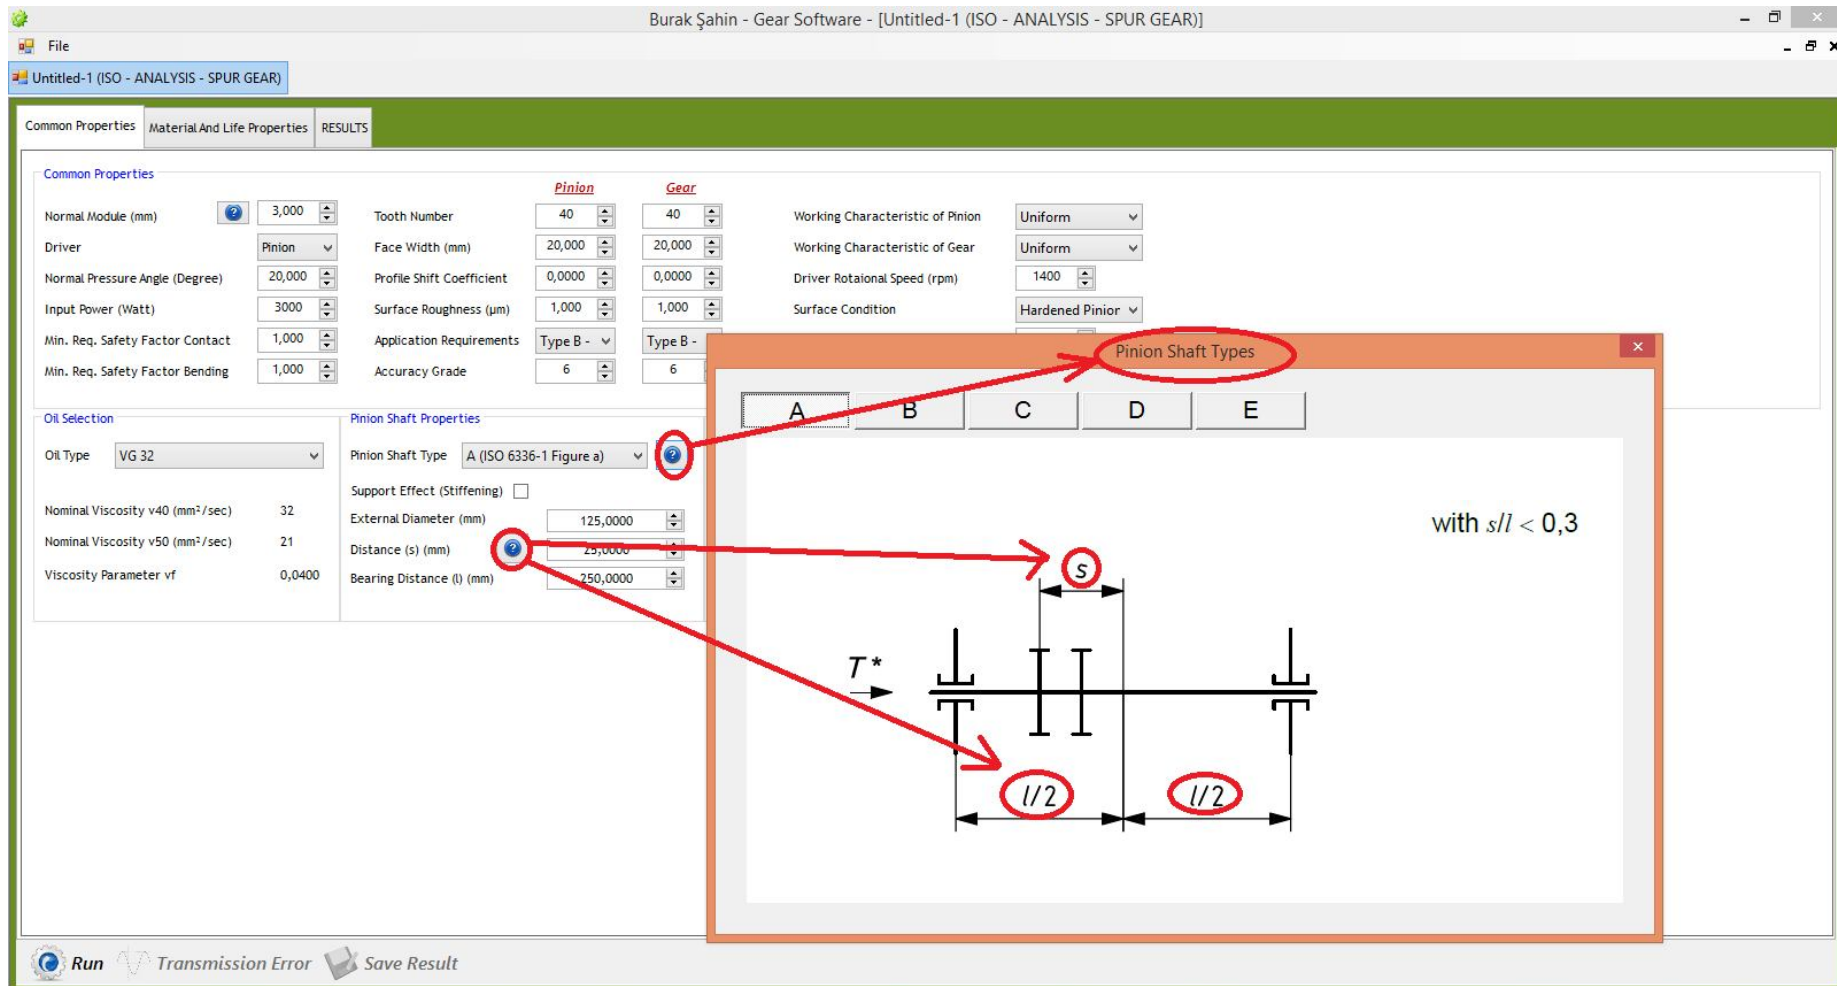 Burak Şahin - Gear Software - [Untitled-1 (ISO - ANALYSIS - SPUR GEAR)]
File
Untitled-1 (ISO - ANALYSIS - SPUR GEAR)
Common Properties Material And Life Properties RESULTS
Common Properties
Pinion Gear
Normal Module (mm) 3,000 Tooth Number 40 40 Working Characteristic of Pinion Uniform
Driver Pinion Face Width (mm) 20,000 20,000 Working Characteristic of Gear Uniform
Normal Pressure Angle (Degree) 20,000 Profile Shift Coefficient 0,0000 0,0000 Driver Rotaional Speed (rpm) 1400
Input Power (Watt) 3000 Surface Roughness (µm) 1,000 1,000 Surface Condition Hardened Pinior
Min. Req. Safety Factor Contact 1,000 Application Requirements Type B - Type B -
Min. Req. Safety Factor Bending 1,000 Accuracy Grade 6 6
Oil Selection
Oil Type VG 32
Nominal Viscosity v40 (mm²/sec) 32
Nominal Viscosity v50 (mm²/sec) 21
Viscosity Parameter vf 0,0400
Pinion Shaft Properties
Pinion Shaft Type A (ISO 6336-1 Figure a)
Support Effect (Stiffening)
External Diameter (mm) 125,0000
Distance (s) (mm) 25,0000
Bearing Distance (l) (mm) 250,0000
Pinion Shaft Types
A B C D E
with s/l < 0,3
s
T*
l/2 l/2
Run Transmission Error Save Result